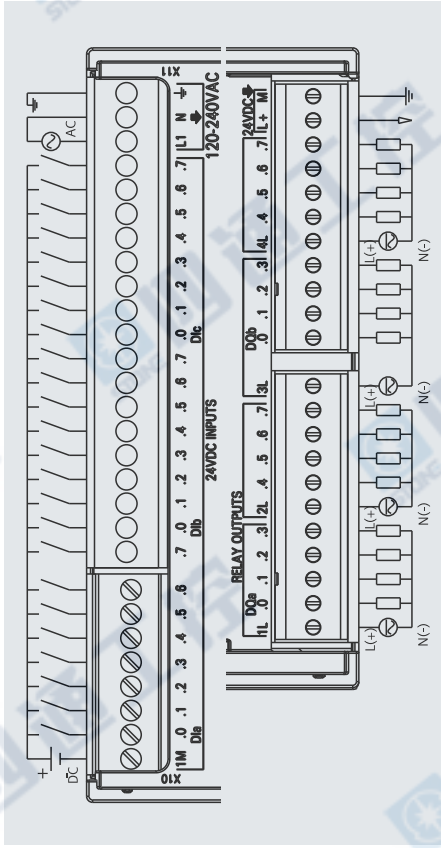 + DC AC
X10 X11
1M .0 .1 .2 .3 .4 .5 .6 .7 .0 .1 .2 .3 .4 .5 .6 .7 .0 .1 .2 .3 .4 .5 .6 .7 L1 N
DIa DIb DIc
24VDC INPUTS 120-240VAC
RELAY OUTPUTS 24VDC
DQa DQb
1L .0 .1 .2 .3 2L .4 .5 .6 .7 3L .0 .1 .2 .3 4L .4 .5 .6 .7 L+ M
L(+) L(+) L(+) L(+)
N(-) N(-) N(-) N(-)